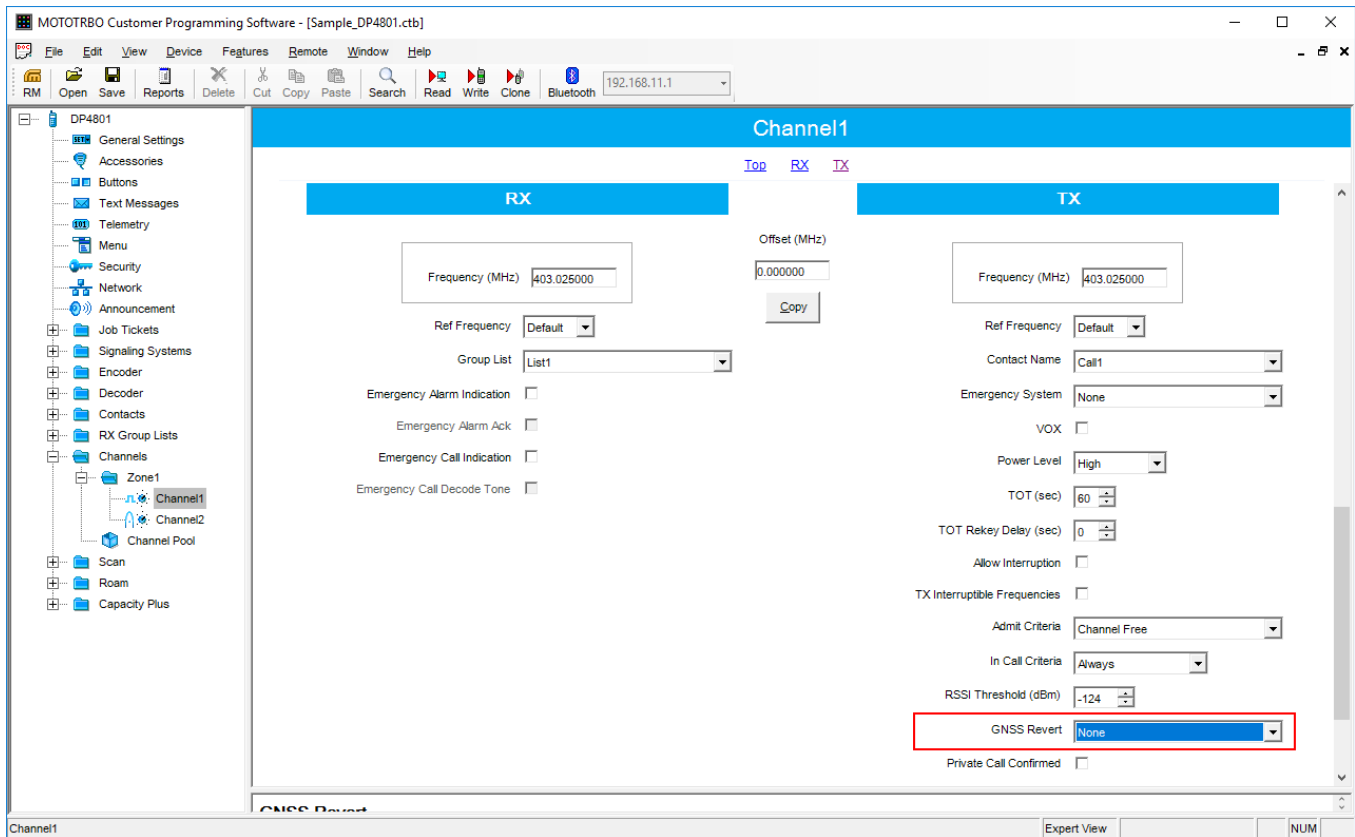 MOTOTRBO Customer Programming Software - [Sample_DP4801.ctb]
File Edit View Device Features Remote Window Help
RM Open Save Reports Delete Cut Copy Paste Search Read Write Clone Bluetooth 192.168.11.1
DP4801
General Settings
Accessories
Buttons
Text Messages
Telemetry
Menu
Security
Network
Announcement
Job Tickets
Signaling Systems
Encoder
Decoder
Contacts
RX Group Lists
Channels
Zone1
Channel1
Channel2
Channel Pool
Scan
Roam
Capacity Plus
Channel1
Top RX TX
RX
Frequency (MHz) 403.025000
Ref Frequency Default
Group List List1
Emergency Alarm Indication
Emergency Alarm Ack
Emergency Call Indication
Emergency Call Decode Tone
Offset (MHz)
0.000000
Copy
TX
Frequency (MHz) 403.025000
Ref Frequency Default
Contact Name Call1
Emergency System None
VOX
Power Level High
TOT (sec) 60
TOT Rekey Delay (sec) 0
Allow Interruption
TX Interruptible Frequencies
Admit Criteria Channel Free
In Call Criteria Always
RSSI Threshold (dBm) -124
GNSS Revert None
Private Call Confirmed
GNSS Revert
Channel1 Expert View NUM